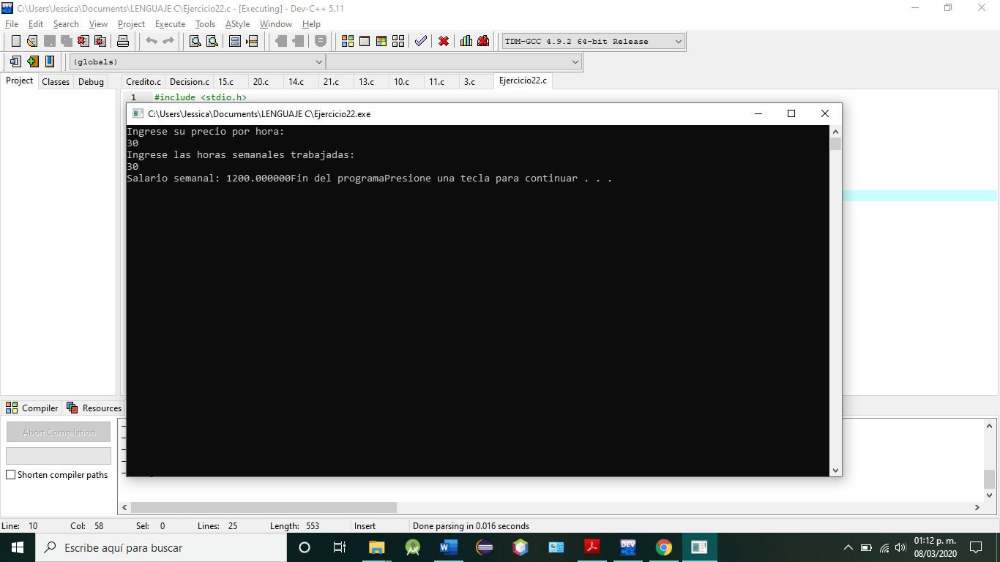 C:\Users\Jessica\Documents\LENGUAJE C\Ejercicio22.c - [Executing] - Dev-C++ 5.11
File Edit Search View Project Execute Tools AStyle Window Help
TDM-GCC 4.9.2 64-bit Release
(globals)
Project Classes Debug
Credito.c Decision.c 15.c 20.c 14.c 21.c 13.c 10.c 11.c 3.c Ejercicio22.c
1 #include <stdio.h>
C:\Users\Jessica\Documents\LENGUAJE C\Ejercicio22.exe
Ingrese su precio por hora:
30
Ingrese las horas semanales trabajadas:
30
Salario semanal: 1200.000000Fin del programaPresione una tecla para continuar . . .
Compiler Resources
Abort Compilation
Shorten compiler paths
Line: 10 Col: 58 Sel: 0 Lines: 25 Length: 553 Insert Done parsing in 0.016 seconds
Escribe aquí para buscar
01:12 p. m.
08/03/2020